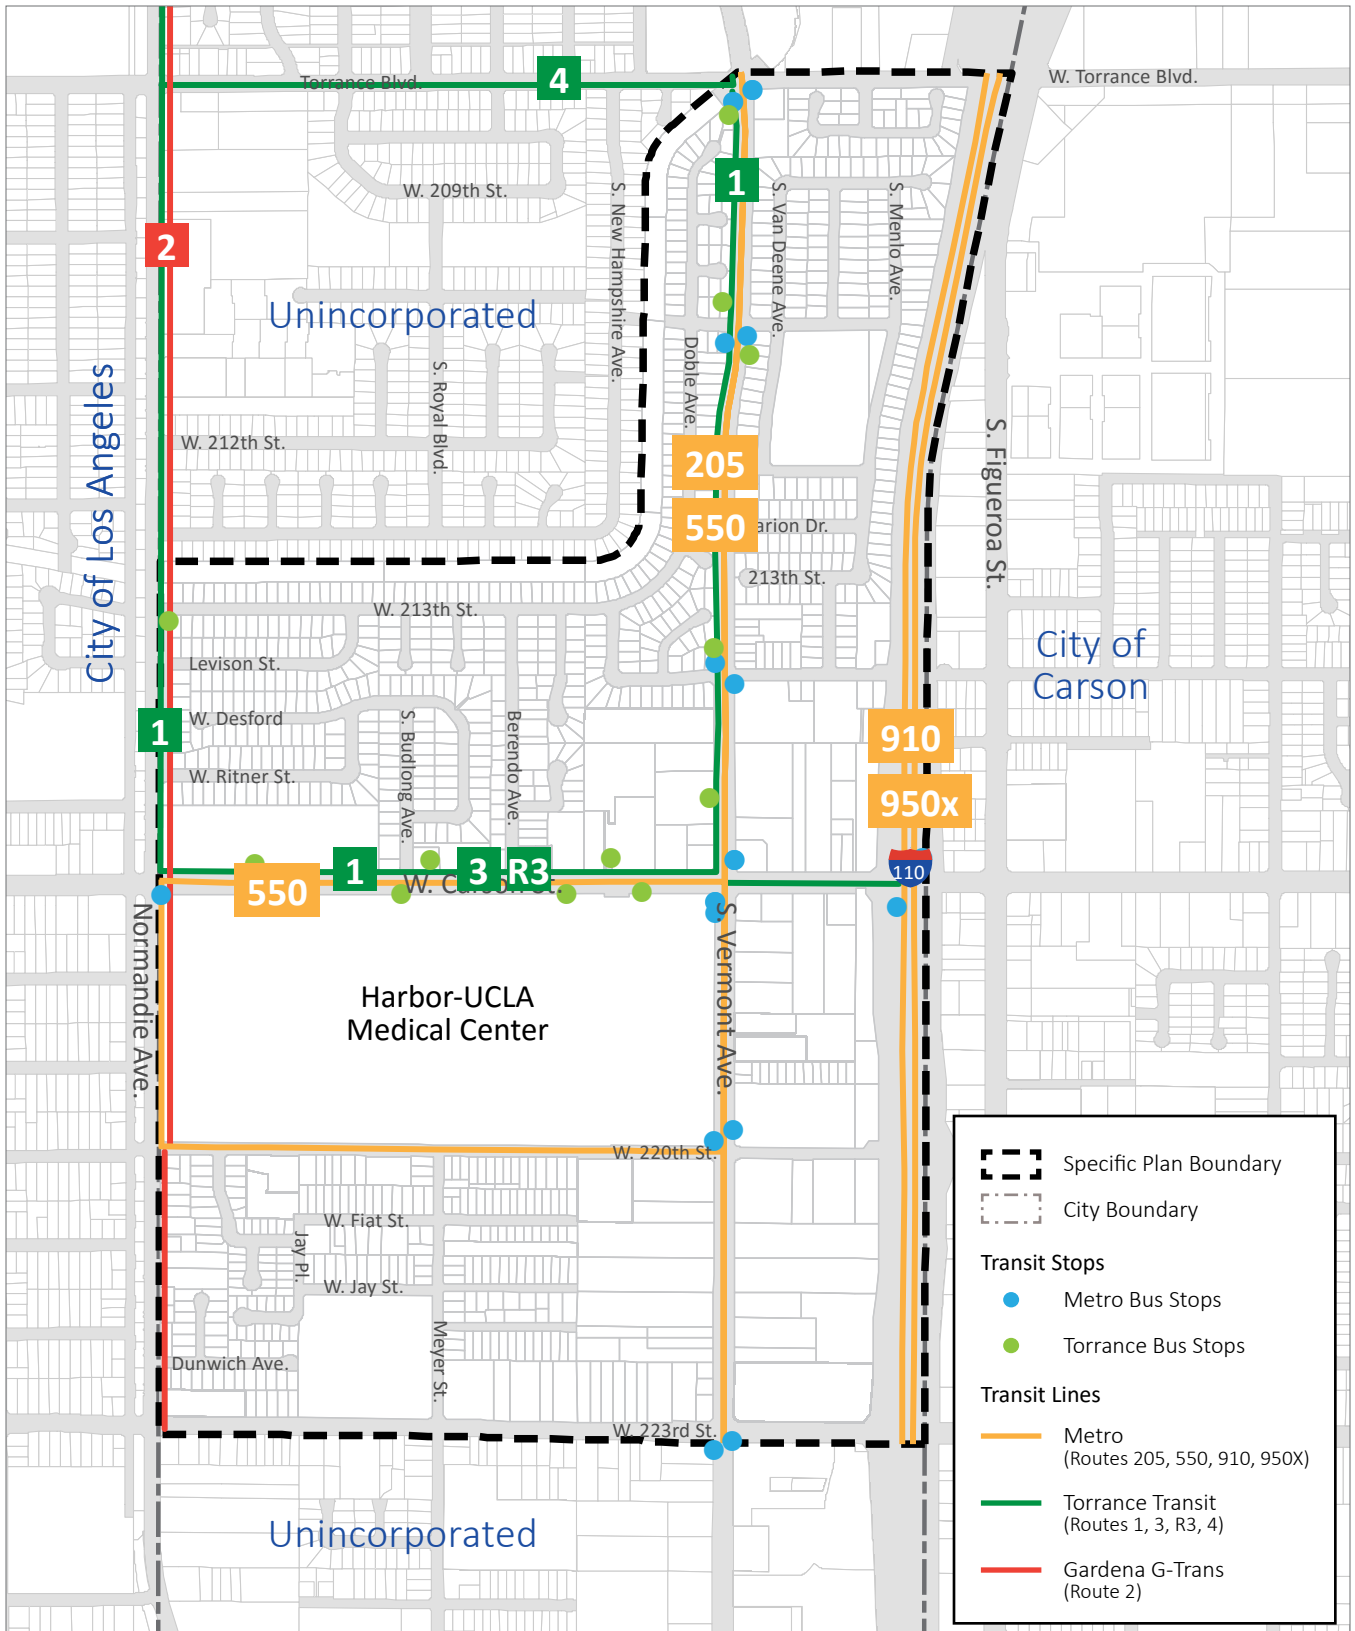 Torrance Blvd.
4
W. Torrance Blvd.
1
W. 209th St.
S. New Hampshire Ave.
S. Van Deene Ave.
S. Menlo Ave.
2
Unincorporated
Doble Ave.
S. Royal Blvd.
City of Los Angeles
W. 212th St.
205
550
arion Dr.
S. Figueroa St.
213th St.
W. 213th St.
City of
Carson
Levison St.
W. Desford
1
S. Budlong Ave.
Berendo Ave.
W. Ritner St.
910
950x
110
1
3
R3
550
W. Carson St.
Normandie Ave.
S. Vermont Ave.
Harbor-UCLA
Medical Center
W. 220th St.
W. Fiat St.
Jay Pl.
W. Jay St.
Meyer St.
Dunwich Ave.
W. 223rd St.
Unincorporated
Specific Plan Boundary
City Boundary
Transit Stops
Metro Bus Stops
Torrance Bus Stops
Transit Lines
Metro
(Routes 205, 550, 910, 950X)
Torrance Transit
(Routes 1, 3, R3, 4)
Gardena G-Trans
(Route 2)